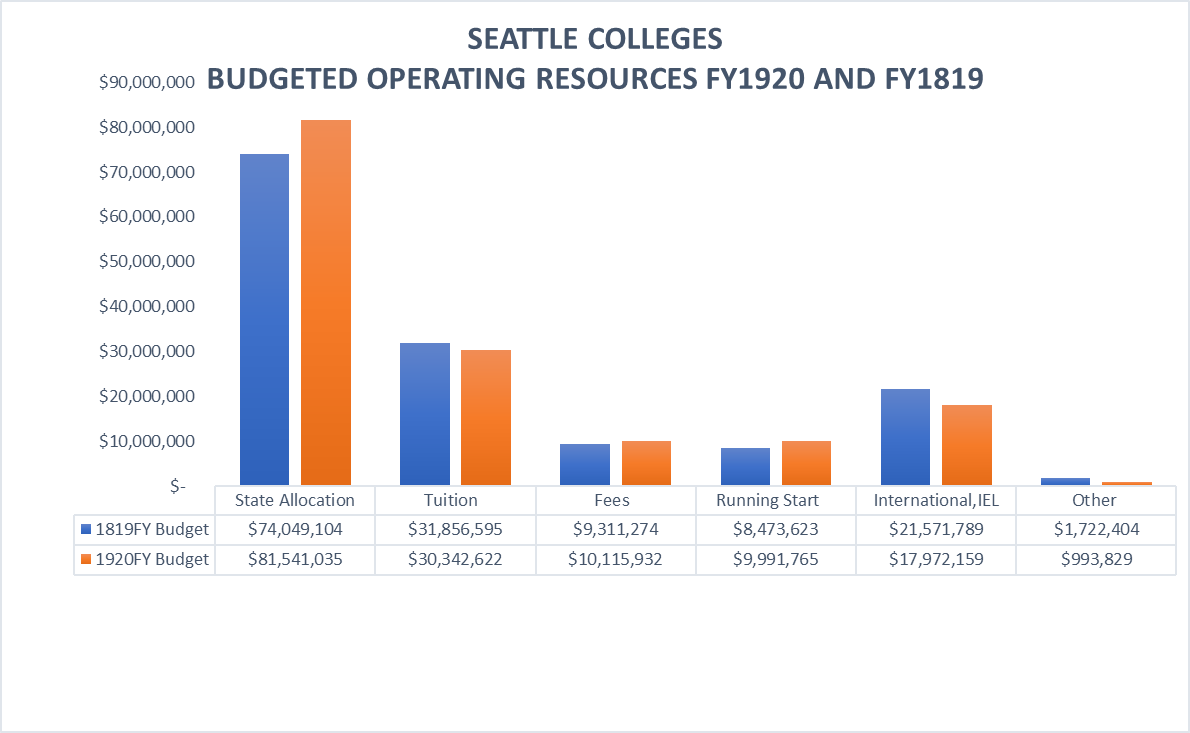 SEATTLE COLLEGES
BUDGETED OPERATING RESOURCES FY1920 AND FY1819
$90,000,000
$80,000,000
$70,000,000
$60,000,000
$50,000,000
$40,000,000
$30,000,000
$20,000,000
$10,000,000
$-
State Allocation Tuition Fees Running Start International,IEL Other
1819FY Budget $74,049,104 $31,856,595 $9,311,274 $8,473,623 $21,571,789 $1,722,404
1920FY Budget $81,541,035 $30,342,622 $10,115,932 $9,991,765 $17,972,159 $993,829